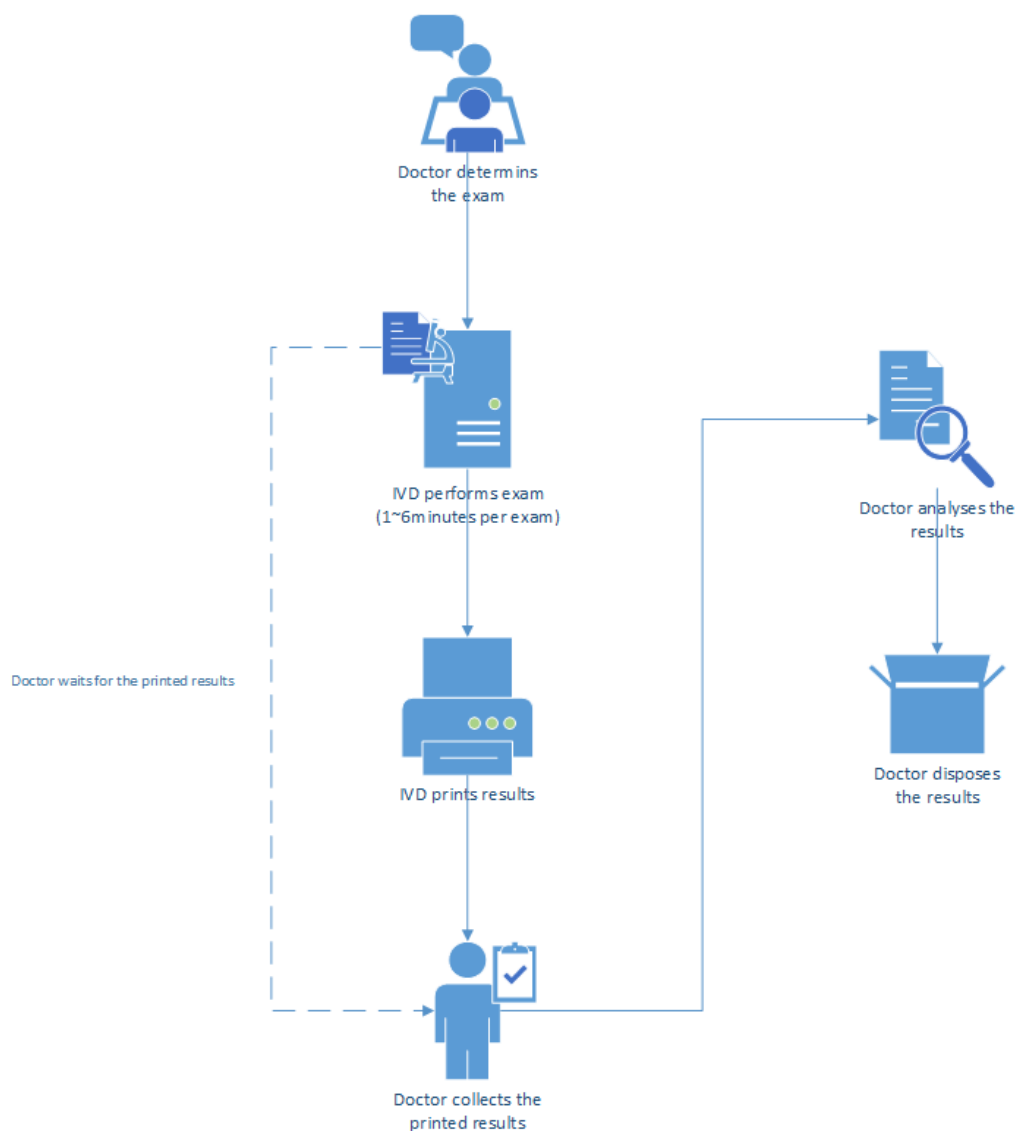 Doctor determins
the exam
IVD performs exam
(1~6minutes per exam)
Doctor waits for the printed results
IVD prints results
Doctor collects the
printed results
Doctor analyses the
results
Doctor disposes
the results